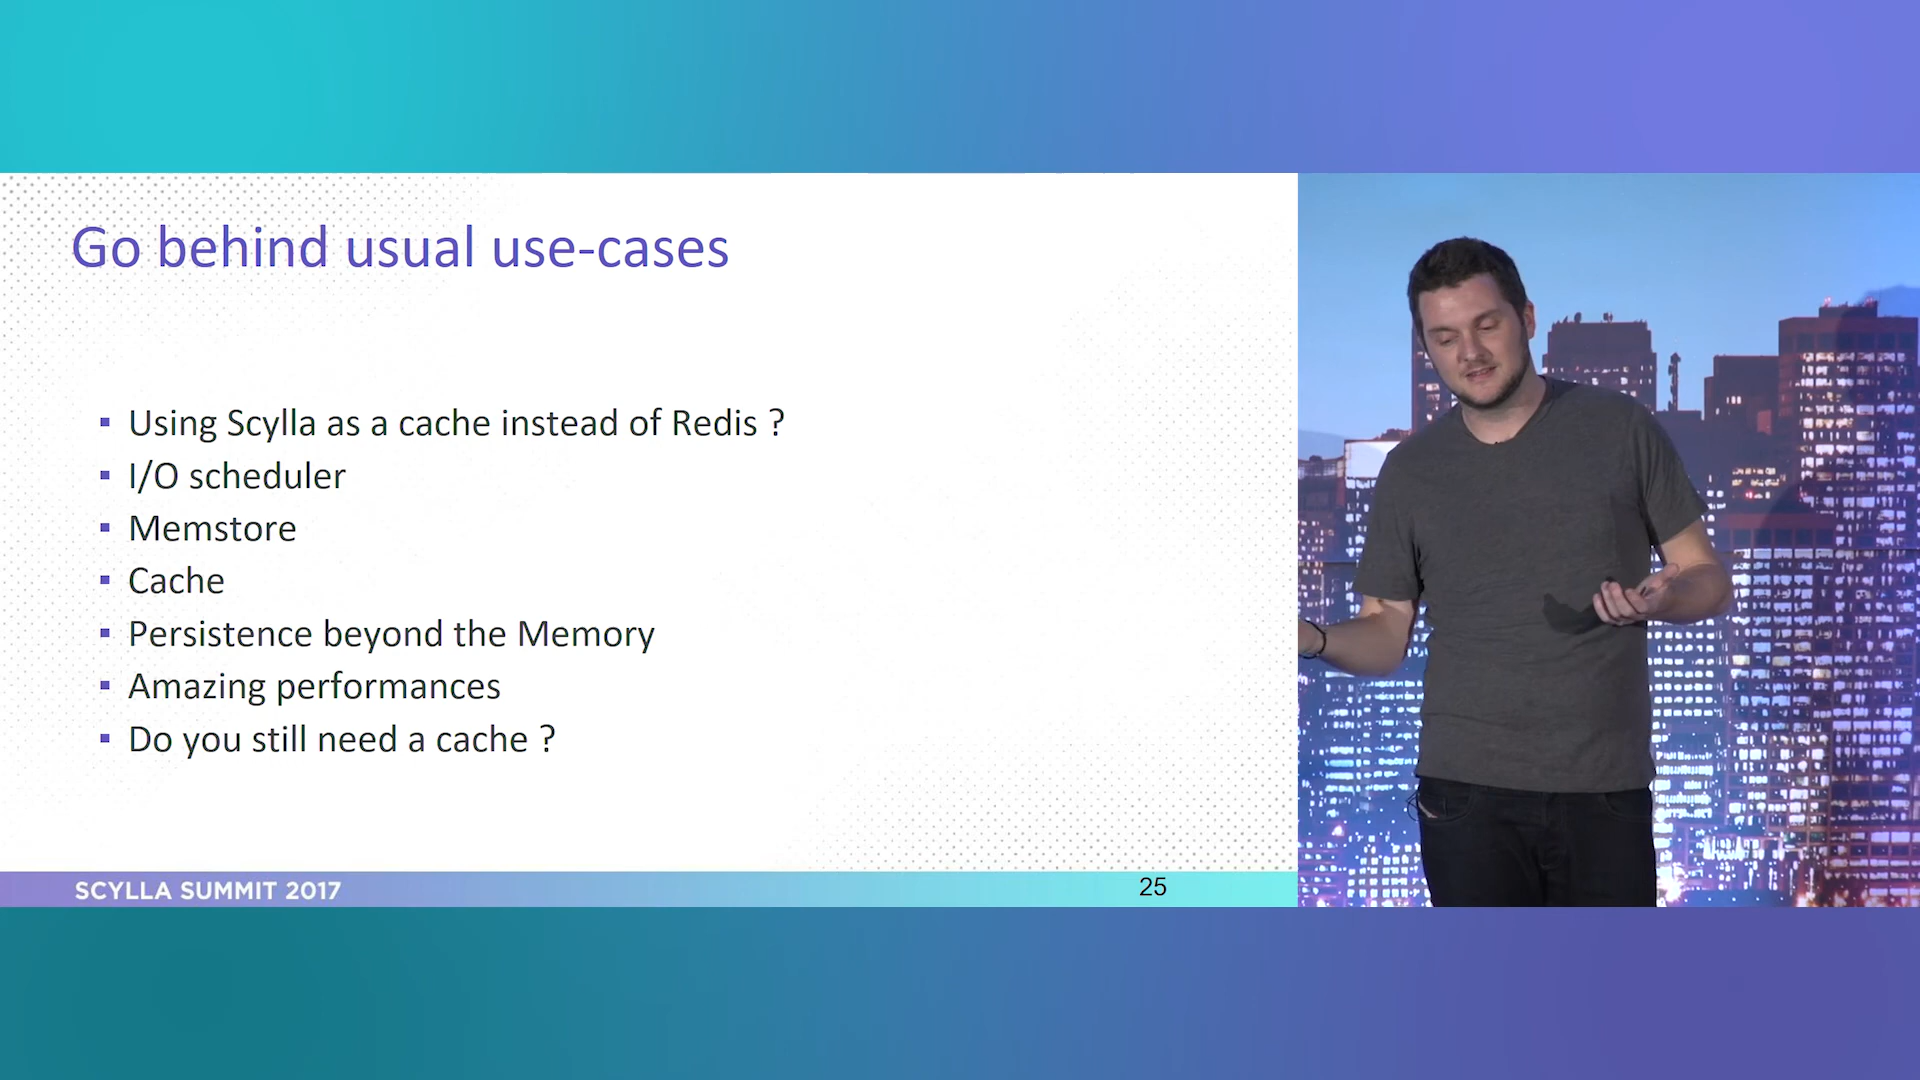 Go behind usual use-cases
▪ Using Scylla as a cache instead of Redis ?
▪ I/O scheduler
▪ Memstore
▪ Cache
▪ Persistence beyond the Memory
▪ Amazing performances
▪ Do you still need a cache ?
SCYLLA SUMMIT 2017
25